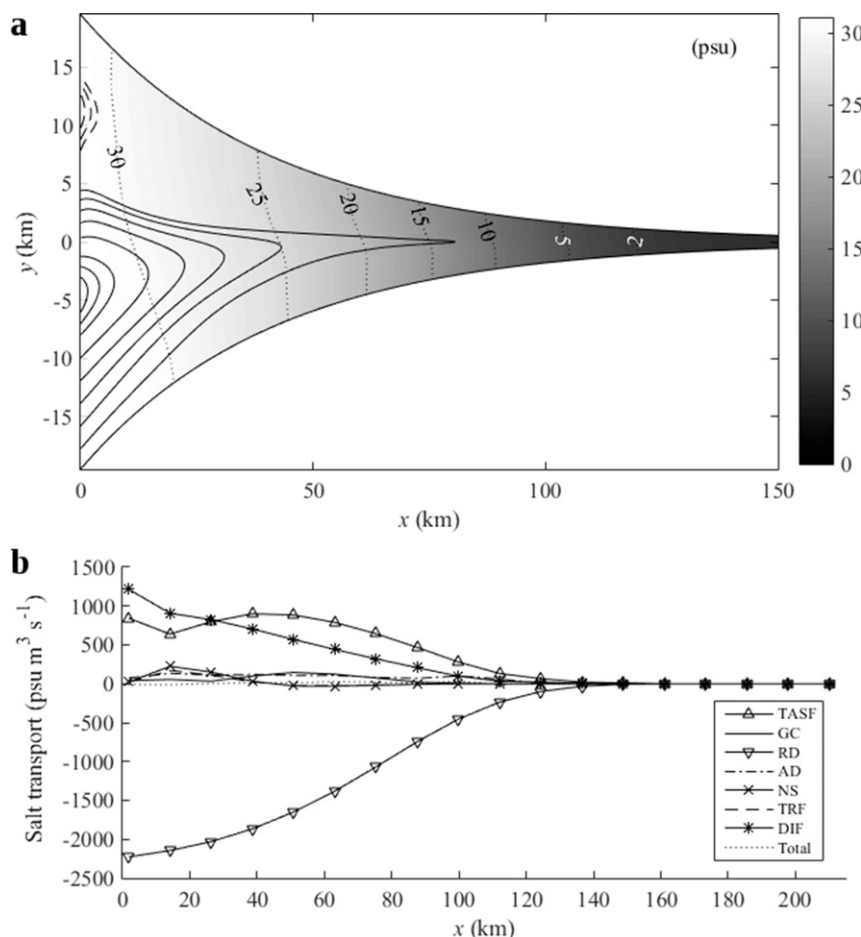 a
(psu)
15
10
5
0
-5
-10
-15
y (km)
30
25
20
15
10
5
2
30
25
20
15
10
5
0
0
50
100
150
x (km)
b
1500
1000
500
0
-500
-1000
-1500
-2000
-2500
Salt transport (psu m³ s⁻¹)
TASF
GC
RD
AD
NS
TRF
DIF
Total
0 20 40 60 80 100 120 140 160 180 200
x (km)